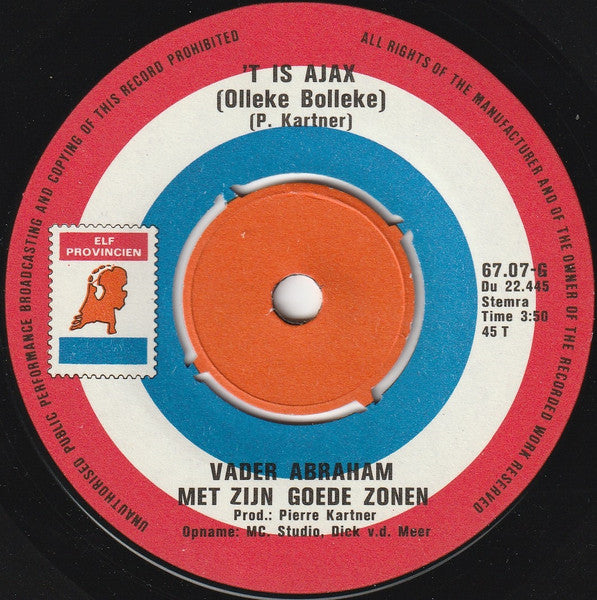 UNAUTHORISED PUBLIC PERFORMANCE BROADCASTING AND COPYING OF THIS RECORD PROHIBITED
ALL RIGHTS OF THE MANUFACTURER AND OF THE OWNER OF THE RECORDED WORK RESERVED
'T IS AJAX
(Olleke Bolleke)
(P. Kartner)
ELF
PROVINCIEN
67.07-G
Du 22.445
Stemra
Time 3:50
45 T
VADER ABRAHAM
MET ZIJN GOEDE ZONEN
Prod.: Pierre Kartner
Opname: MC. Studio, Dick v.d. Meer